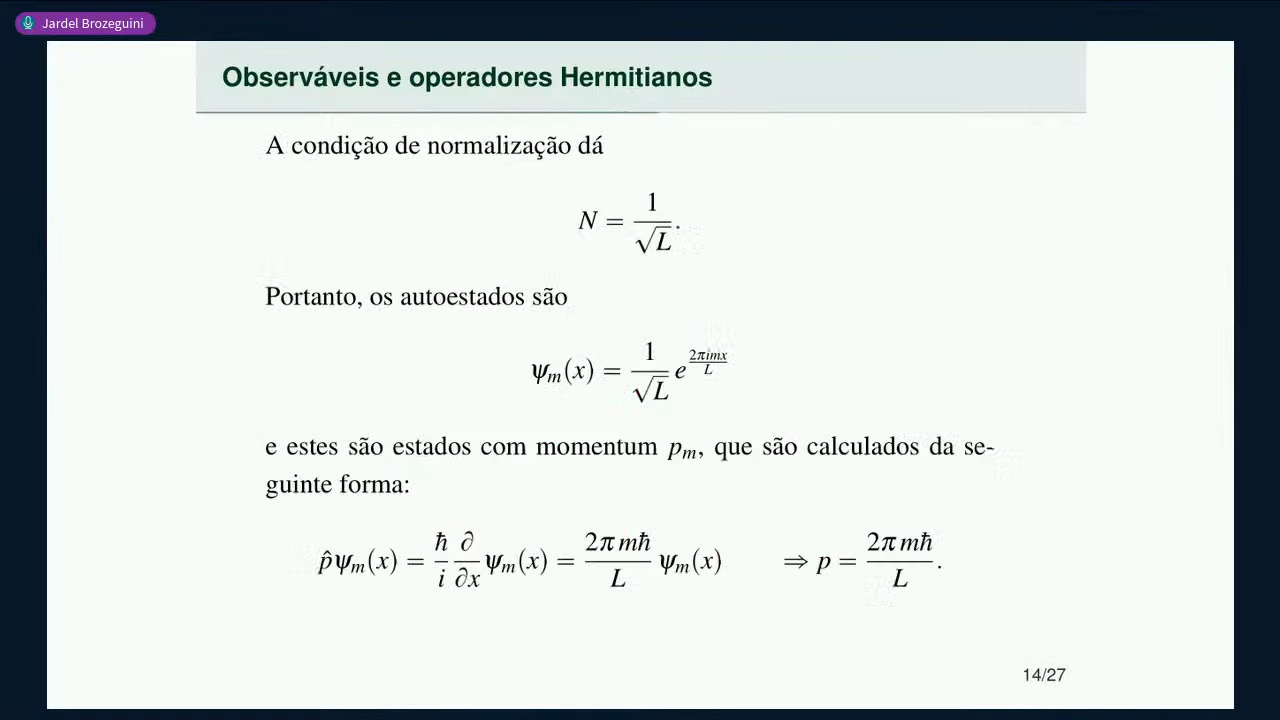 Jardel Brozeguini
Observáveis e operadores Hermitianos
A condição de normalização dá
N = 1/√L.
Portanto, os autoestados são
ψ_m(x) = 1/√L e^{2πimx/L}
e estes são estados com momentum p_m, que são calculados da se-
guinte forma:
p̂ψ_m(x) = ħ/i ∂/∂x ψ_m(x) = 2πmħ/L ψ_m(x) ⇒ p = 2πmħ/L.
14/27